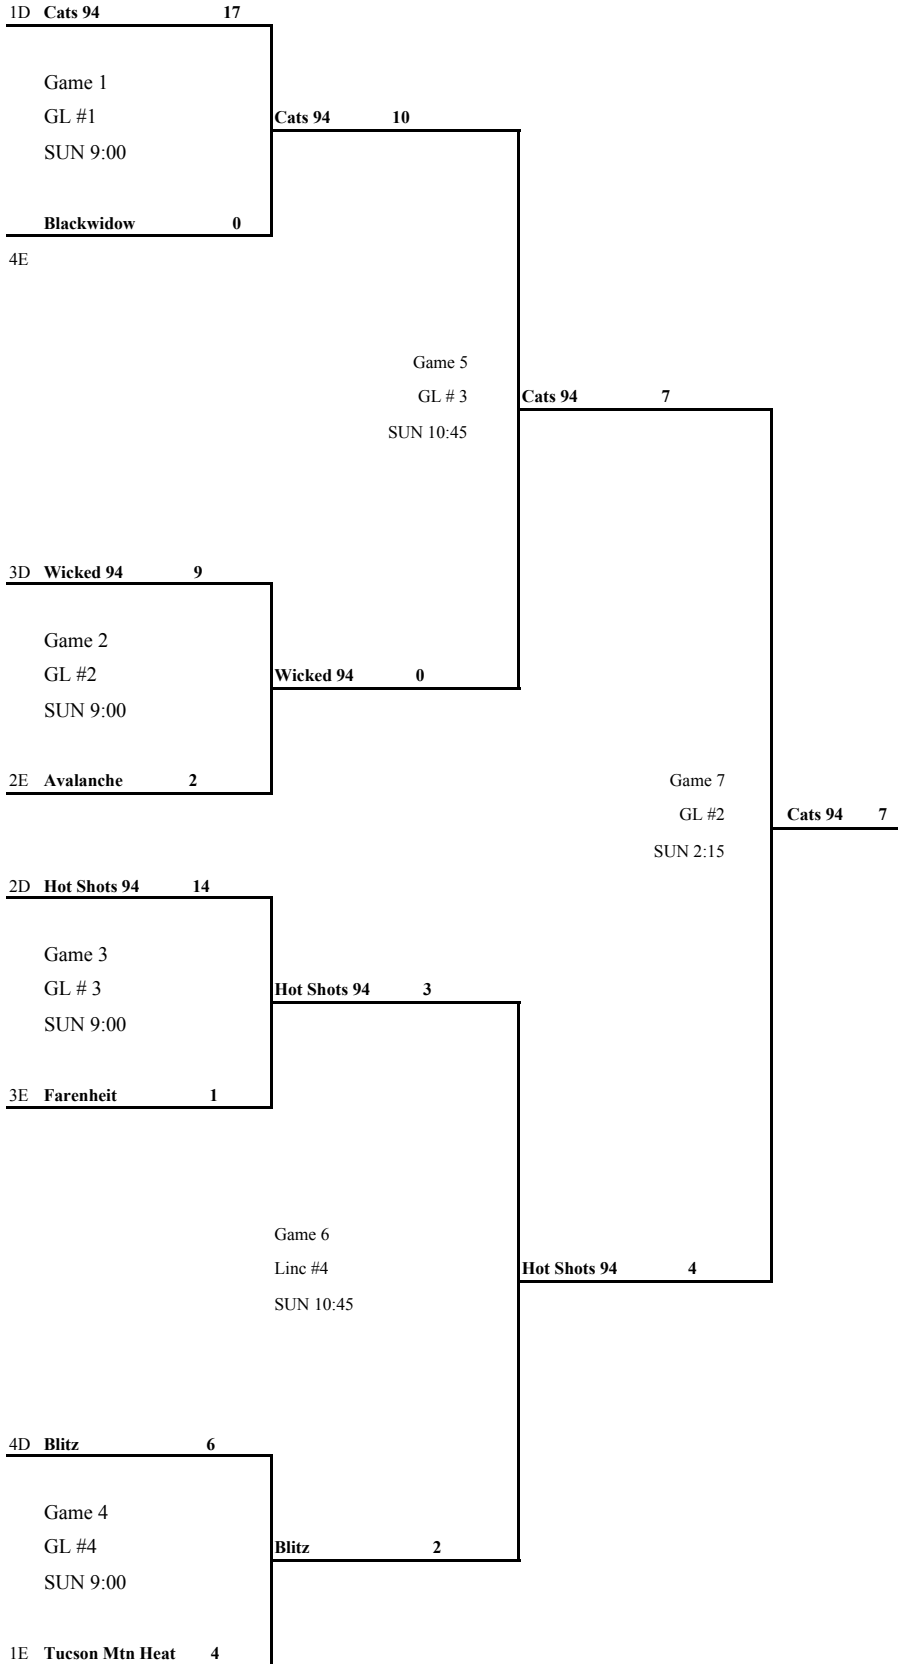 1D Cats 94 17
Game 1
GL #1
Cats 94 10
SUN 9:00
Blackwidow 0
4E
Game 5
GL # 3
Cats 94 7
SUN 10:45
3D Wicked 94 9
Game 2
GL #2
Wicked 94 0
SUN 9:00
2E Avalanche 2
Game 7
GL #2
Cats 94 7
SUN 2:15
2D Hot Shots 94 14
Game 3
GL # 3
Hot Shots 94 3
SUN 9:00
3E Farenheit 1
Game 6
Linc #4
Hot Shots 94 4
SUN 10:45
4D Blitz 6
Game 4
GL #4
Blitz 2
SUN 9:00
1E Tucson Mtn Heat 4